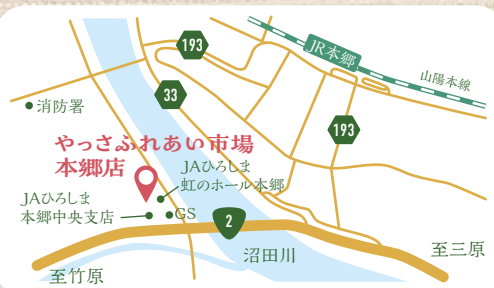 193
JR本郷
山陽本線
33
消防署
193
やっさふれあい市場
本郷店
JAひろしま
虹のホール本郷
JAひろしま
本郷中央支店
GS
2
沼田川
至三原
至竹原